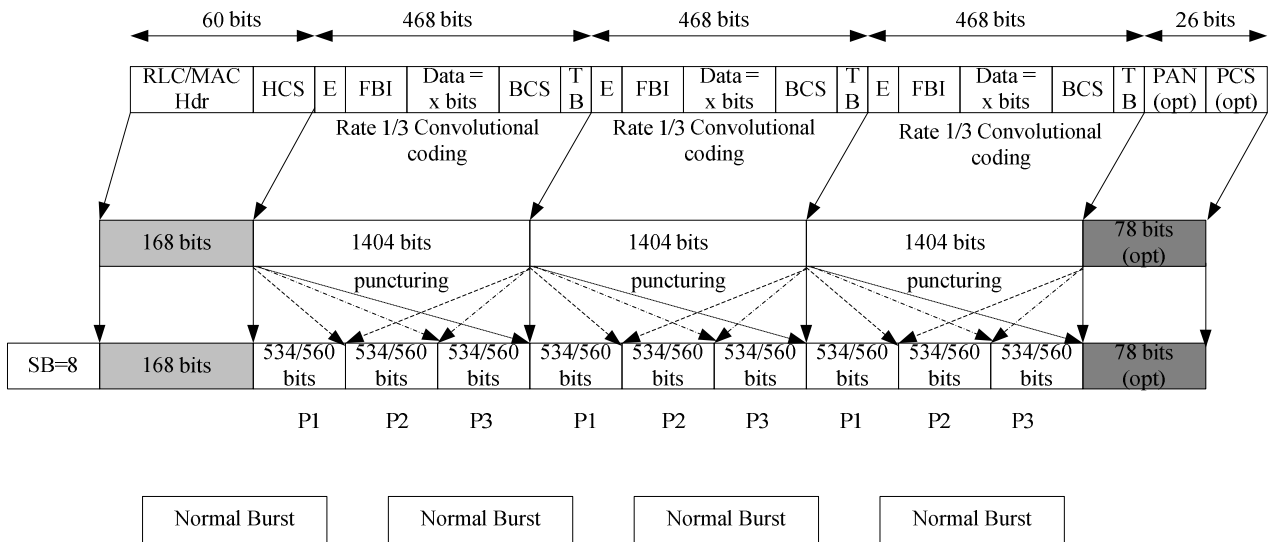 60 bits
468 bits
468 bits
468 bits
26 bits
RLC/MAC
Hdr
HCS
E
FBI
Data =
x bits
BCS
T
B
E
FBI
Data =
x bits
BCS
T
B
E
FBI
Data =
x bits
BCS
T
B
PAN
(opt)
PCS
(opt)
Rate 1/3 Convolutional
coding
Rate 1/3 Convolutional
coding
Rate 1/3 Convolutional
coding
168 bits
1404 bits
1404 bits
1404 bits
78 bits
(opt)
puncturing
puncturing
puncturing
SB=8
168 bits
534/560
bits
534/560
bits
534/560
bits
534/560
bits
534/560
bits
534/560
bits
534/560
bits
534/560
bits
534/560
bits
78 bits
(opt)
P1
P2
P3
P1
P2
P3
P1
P2
P3
Normal Burst
Normal Burst
Normal Burst
Normal Burst